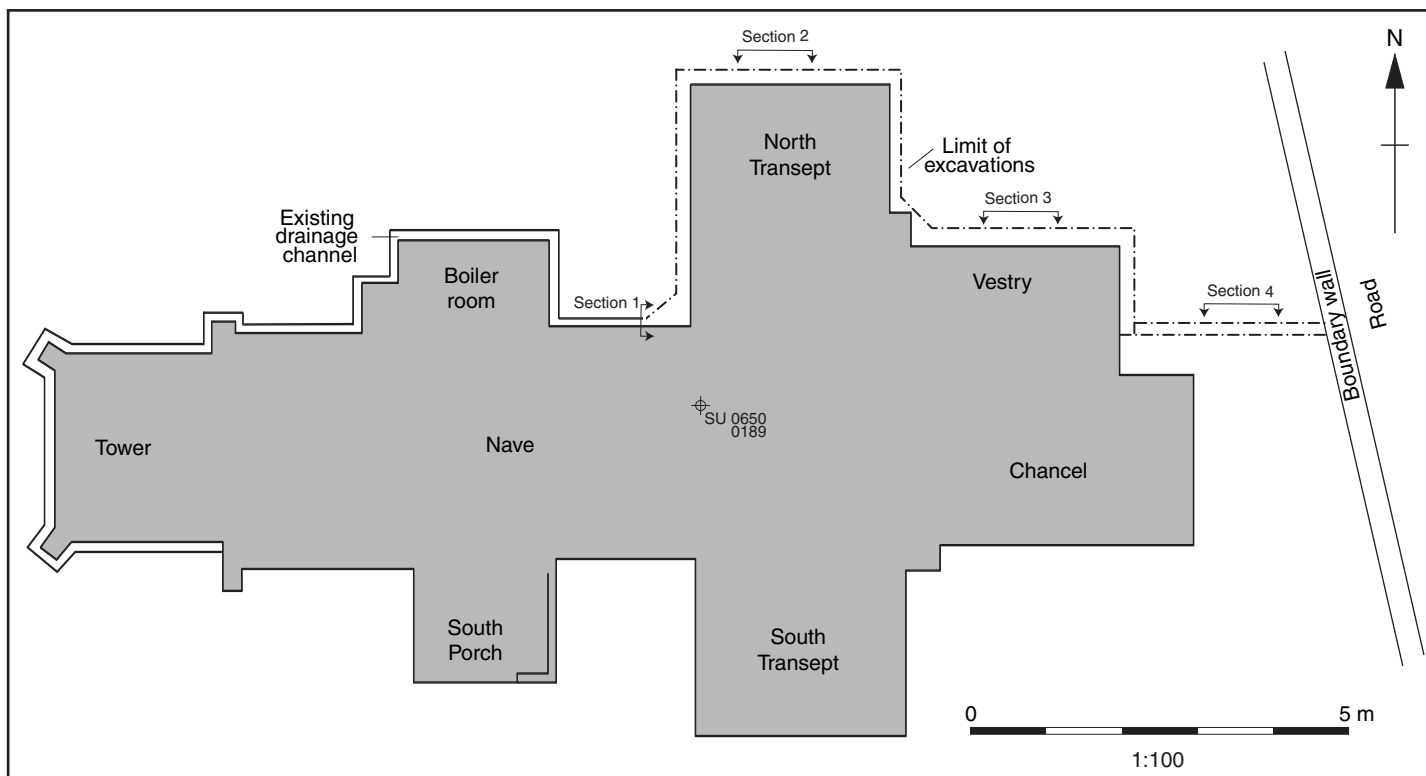 Section 2
N
North
Transept
Limit of
excavations
Section 3
Existing
drainage
channel
Boiler
room
Section 1
Vestry
Section 4
Boundary wall
Road
SU 0650
0189
Tower
Nave
Chancel
South
Porch
South
Transept
0
5 m
1:100